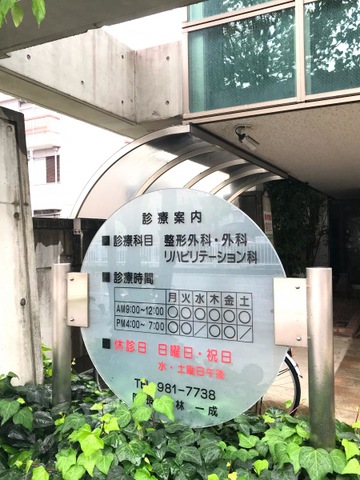 診療案内
■診療科目 整形外科・外科
リハビリテーション科
■診療時間
月火水木金土
AM9:00〜12:00 ○○○○○○
PM4:00〜 7:00 ○○／○○／
■休診日 日曜日・祝日
水・土曜日午後
981-7738
林 一成